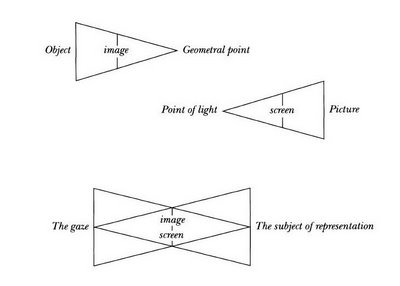 Object image Geometral point
Point of light screen Picture
image
The gaze The subject of representation
screen